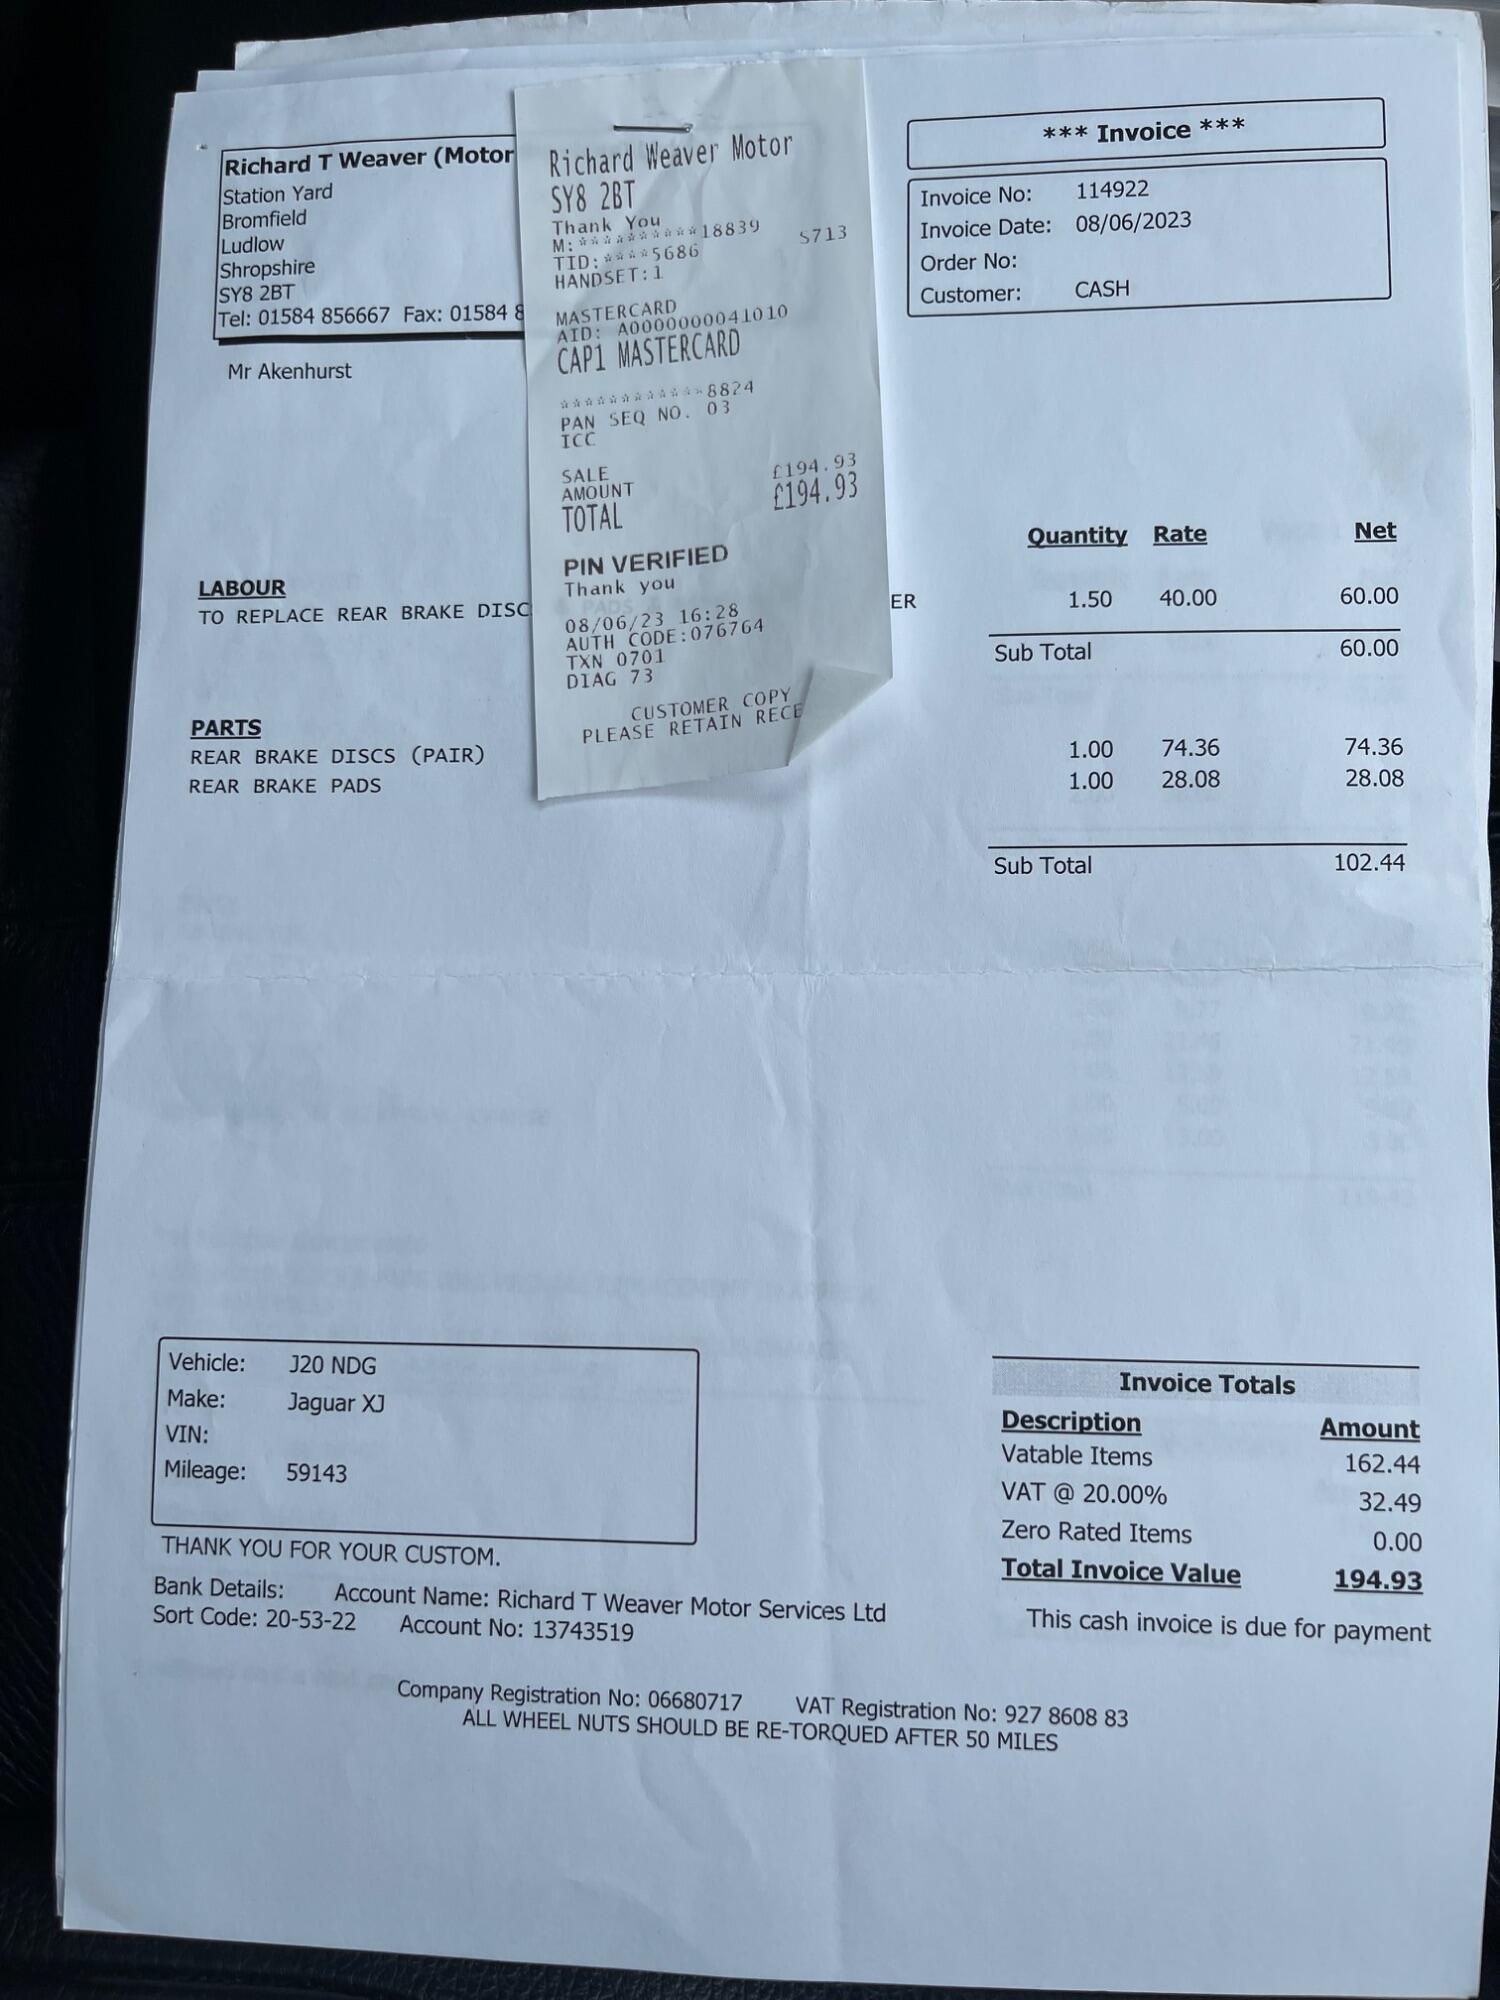 Richard T Weaver (Motor
Station Yard
Bromfield
Ludlow
Shropshire
SY8 2BT
Tel: 01584 856667 Fax: 01584 8
Mr Akenhurst
Richard Weaver Motor
SY8 2BT
Thank You
M:**********18839 S713
TID:****5686
HANDSET:1
MASTERCARD
AID: A0000000041010
CAP1 MASTERCARD
************8824
PAN SEQ NO. 03
ICC
SALE
AMOUNT £194.93
TOTAL £194.93
PIN VERIFIED
Thank you
08/06/23 16:28
AUTH CODE:076764
TXN 0701
DIAG 73
CUSTOMER COPY
PLEASE RETAIN RECE
*** Invoice ***
Invoice No: 114922
Invoice Date: 08/06/2023
Order No:
Customer: CASH
Quantity Rate Net
LABOUR
TO REPLACE REAR BRAKE DISC ER 1.50 40.00 60.00
Sub Total 60.00
PARTS
REAR BRAKE DISCS (PAIR) 1.00 74.36 74.36
REAR BRAKE PADS 1.00 28.08 28.08
Sub Total 102.44
Vehicle: J20 NDG
Make: Jaguar XJ
VIN:
Mileage: 59143
Invoice Totals
Description Amount
Vatable Items 162.44
VAT @ 20.00% 32.49
Zero Rated Items 0.00
Total Invoice Value 194.93
This cash invoice is due for payment
THANK YOU FOR YOUR CUSTOM.
Bank Details: Account Name: Richard T Weaver Motor Services Ltd
Sort Code: 20-53-22 Account No: 13743519
Company Registration No: 06680717 VAT Registration No: 927 8608 83
ALL WHEEL NUTS SHOULD BE RE-TORQUED AFTER 50 MILES